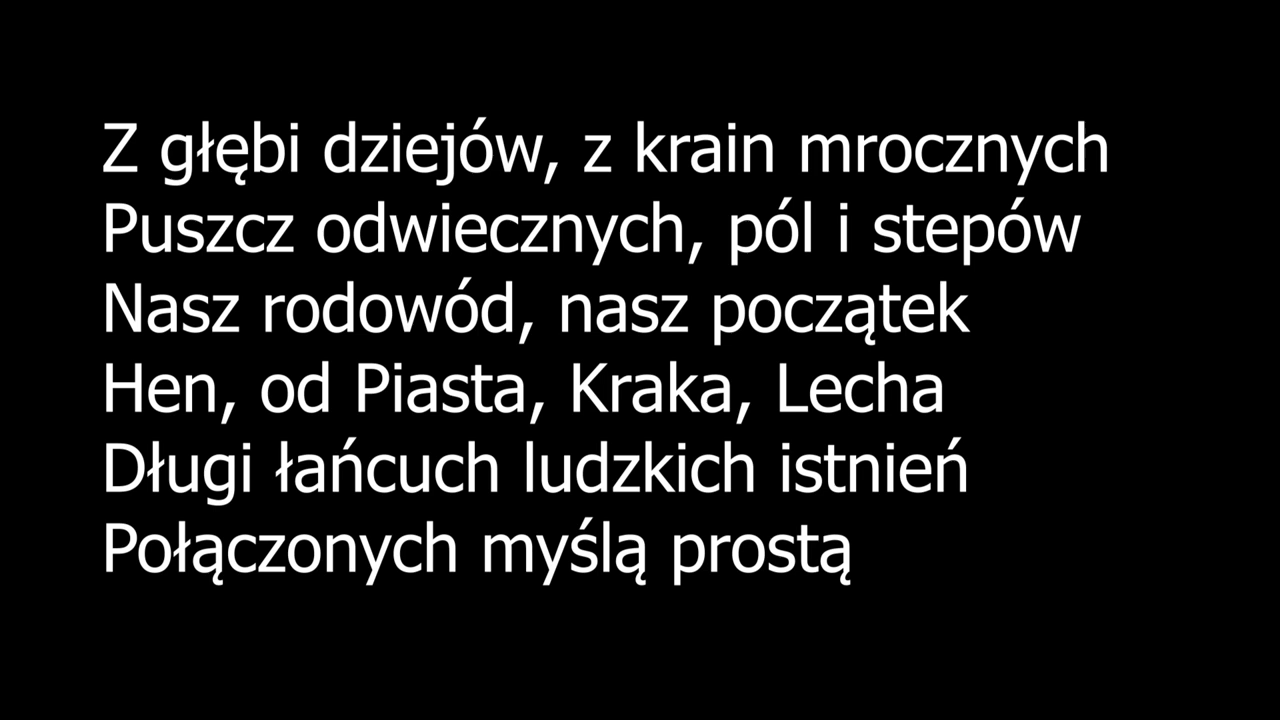 Z głębi dziejów, z krain mrocznych
Puszcz odwiecznych, pól i stepów
Nasz rodowód, nasz początek
Hen, od Piasta, Kraka, Lecha
Długi łańcuch ludzkich istnień
Połączonych myślą prostą